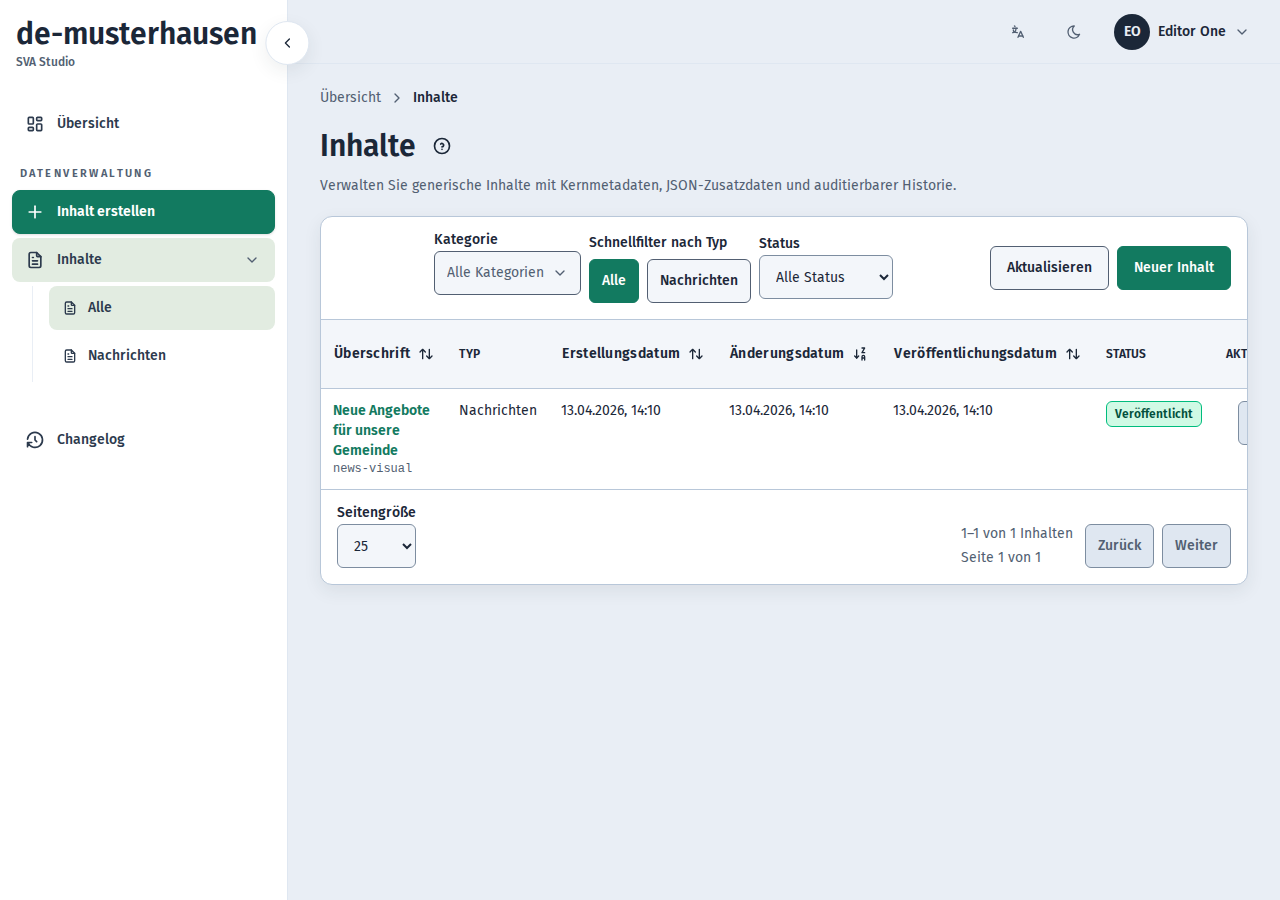 de-musterhausen
SVA Studio
EO Editor One
Übersicht
DATENVERWALTUNG
Inhalt erstellen
Inhalte
Alle
Nachrichten
Changelog
Übersicht Inhalte
Inhalte
Verwalten Sie generische Inhalte mit Kernmetadaten, JSON-Zusatzdaten und auditierbarer Historie.
Kategorie Schnellfilter nach Typ Status
Alle Kategorien Alle Nachrichten Alle Status Aktualisieren Neuer Inhalt
Überschrift TYP Erstellungsdatum Änderungsdatum Veröffentlichungsdatum STATUS AKT
Neue Angebote Nachrichten 13.04.2026, 14:10 13.04.2026, 14:10 13.04.2026, 14:10 Veröffentlicht
für unsere
Gemeinde
news-visual
Seitengröße
25
1–1 von 1 Inhalten
Seite 1 von 1
Zurück Weiter